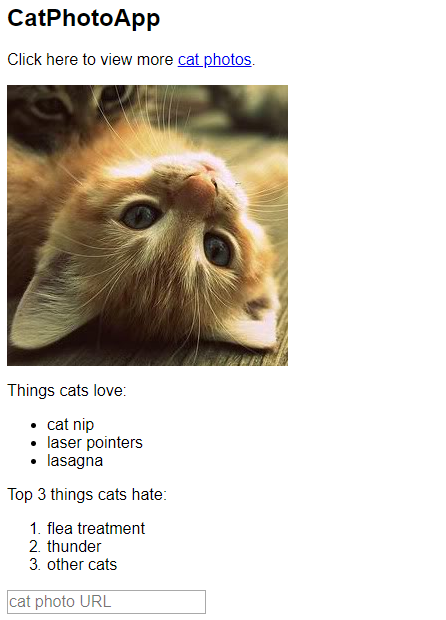 CatPhotoApp
Click here to view more cat photos.
Things cats love:
• cat nip
• laser pointers
• lasagna
Top 3 things cats hate:
1. flea treatment
2. thunder
3. other cats
cat photo URL